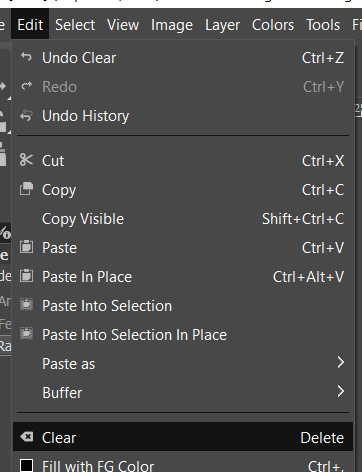 Edit Select View Image Layer Colors Tools
Undo Clear Ctrl+Z
Redo Ctrl+Y
Undo History
Cut Ctrl+X
Copy Ctrl+C
Copy Visible Shift+Ctrl+C
Paste Ctrl+V
Paste In Place Ctrl+Alt+V
Paste Into Selection
Paste Into Selection In Place
Paste as
Buffer
Clear Delete
Fill with FG Color Ctrl+,